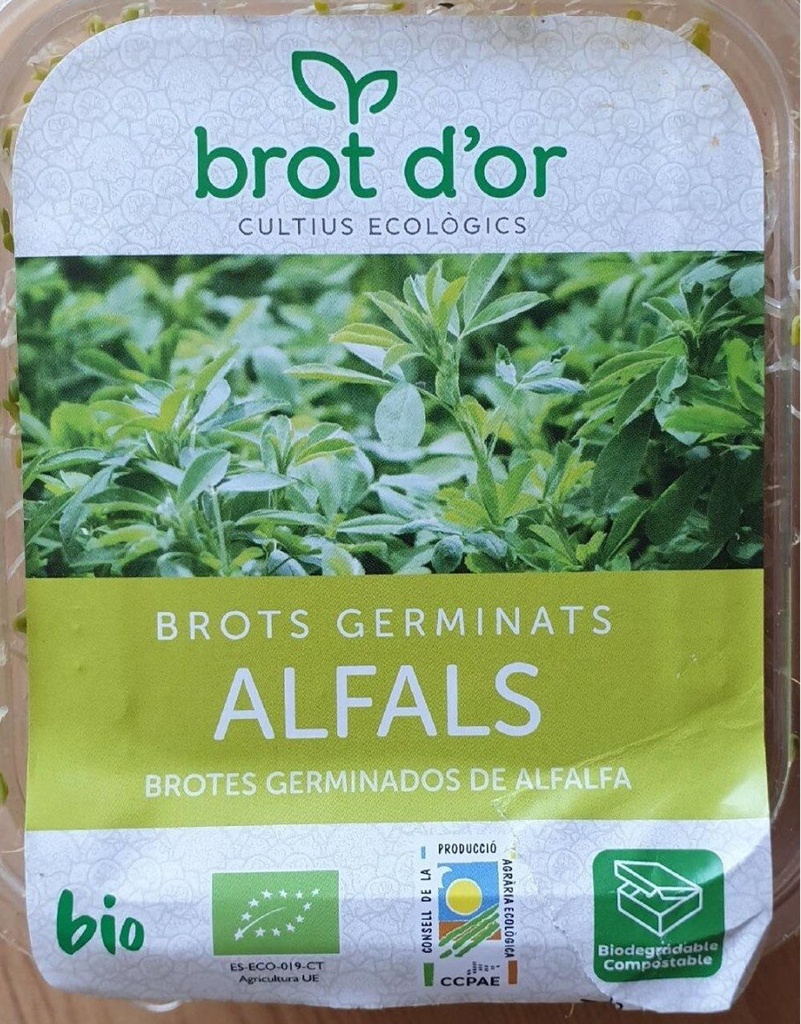 brot d'or
CULTIUS ECOLÒGICS
BROTS GERMINATS
ALFALS
BROTES GERMINADOS DE ALFALFA
bio
ES-ECO-019-CT
Agricultura UE
CONSELL DE LA
PRODUCCIÓ
AGRÀRIA ECOLÒGICA
CCPAE
Biodegradable
Compostable